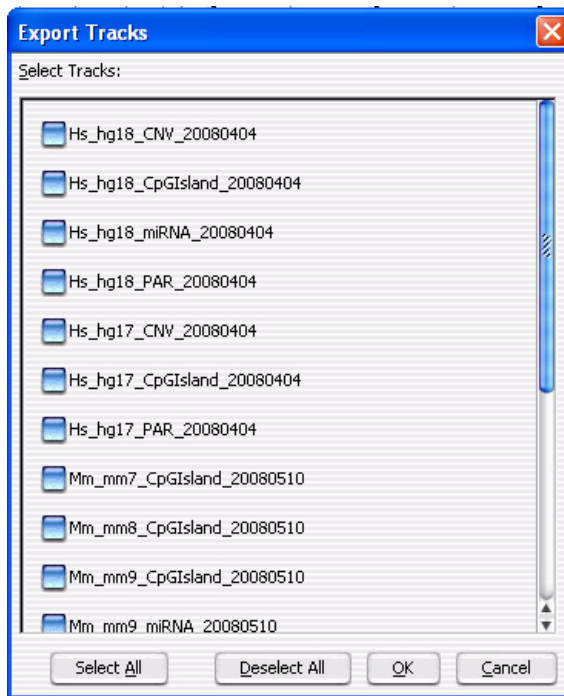 Export Tracks
Select Tracks:
Hs_hg18_CNV_20080404
Hs_hg18_CpGIsland_20080404
Hs_hg18_miRNA_20080404
Hs_hg18_PAR_20080404
Hs_hg17_CNV_20080404
Hs_hg17_CpGIsland_20080404
Hs_hg17_PAR_20080404
Mm_mm7_CpGIsland_20080510
Mm_mm8_CpGIsland_20080510
Mm_mm9_CpGIsland_20080510
Mm_mm9_miRNA_20080510
Select All Deselect All OK Cancel